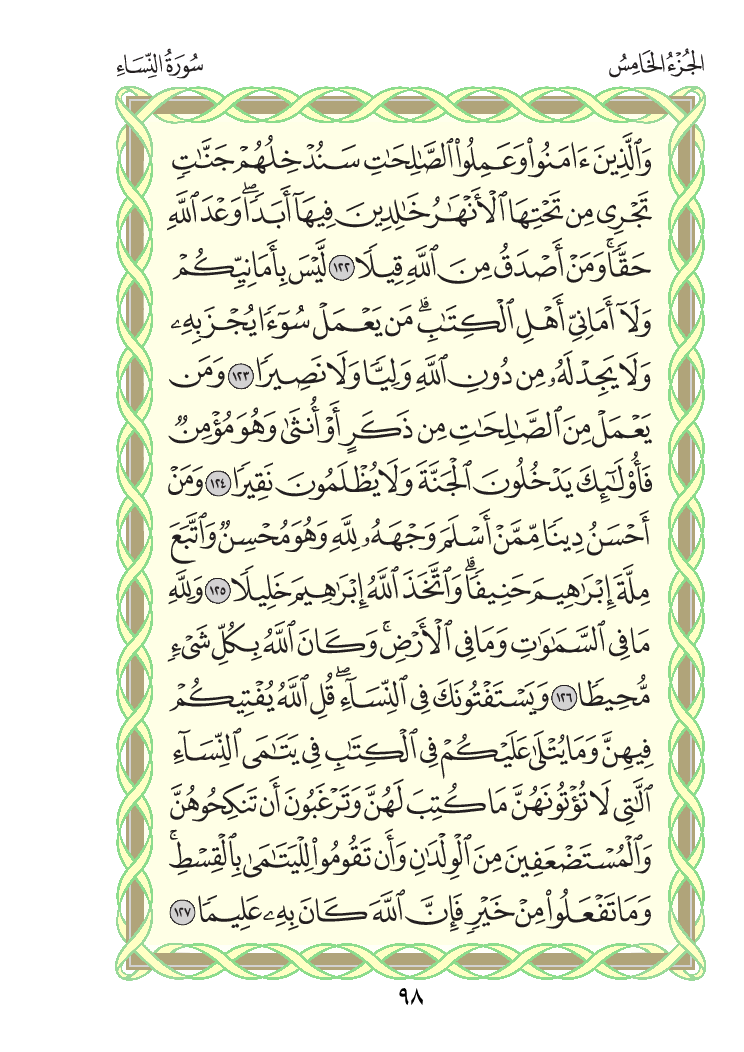 الجُزْءُ الخَامِسُ
سُورَةُ النِّسَاءِ
وَٱلَّذِينَ ءَامَنُواْ وَعَمِلُواْ ٱلصَّٰلِحَٰتِ سَنُدۡخِلُهُمۡ جَنَّٰتٖ
تَجۡرِي مِن تَحۡتِهَا ٱلۡأَنۡهَٰرُ خَٰلِدِينَ فِيهَآ أَبَدٗاۖ وَعۡدَ ٱللَّهِ
حَقّٗاۚ وَمَنۡ أَصۡدَقُ مِنَ ٱللَّهِ قِيلٗا ١٢٢ لَّيۡسَ بِأَمَانِيِّكُمۡ
وَلَآ أَمَانِيِّ أَهۡلِ ٱلۡكِتَٰبِۗ مَن يَعۡمَلۡ سُوٓءٗا يُجۡزَ بِهِۦ
وَلَا يَجِدۡ لَهُۥ مِن دُونِ ٱللَّهِ وَلِيّٗا وَلَا نَصِيرٗا ١٢٣ وَمَن
يَعۡمَلۡ مِنَ ٱلصَّٰلِحَٰتِ مِن ذَكَرٍ أَوۡ أُنثَىٰ وَهُوَ مُؤۡمِنٞ
فَأُوْلَٰٓئِكَ يَدۡخُلُونَ ٱلۡجَنَّةَ وَلَا يُظۡلَمُونَ نَقِيرٗا ١٢٤ وَمَنۡ
أَحۡسَنُ دِينٗا مِّمَّنۡ أَسۡلَمَ وَجۡهَهُۥ لِلَّهِ وَهُوَ مُحۡسِنٞ وَٱتَّبَعَ
مِلَّةَ إِبۡرَٰهِيمَ حَنِيفٗاۗ وَٱتَّخَذَ ٱللَّهُ إِبۡرَٰهِيمَ خَلِيلٗا ١٢٥ وَلِلَّهِ
مَا فِي ٱلسَّمَٰوَٰتِ وَمَا فِي ٱلۡأَرۡضِۚ وَكَانَ ٱللَّهُ بِكُلِّ شَيۡءٖ
مُّحِيطٗا ١٢٦ وَيَسۡتَفۡتُونَكَ فِي ٱلنِّسَآءِۖ قُلِ ٱللَّهُ يُفۡتِيكُمۡ
فِيهِنَّ وَمَا يُتۡلَىٰ عَلَيۡكُمۡ فِي ٱلۡكِتَٰبِ فِي يَتَٰمَى ٱلنِّسَآءِ
ٱلَّٰتِي لَا تُؤۡتُونَهُنَّ مَا كُتِبَ لَهُنَّ وَتَرۡغَبُونَ أَن تَنكِحُوهُنَّ
وَٱلۡمُسۡتَضۡعَفِينَ مِنَ ٱلۡوِلۡدَٰنِ وَأَن تَقُومُواْ لِلۡيَتَٰمَىٰ بِٱلۡقِسۡطِۚ
وَمَا تَفۡعَلُواْ مِنۡ خَيۡرٖ فَإِنَّ ٱللَّهَ كَانَ بِهِۦ عَلِيمٗا ١٢٧
٩٨